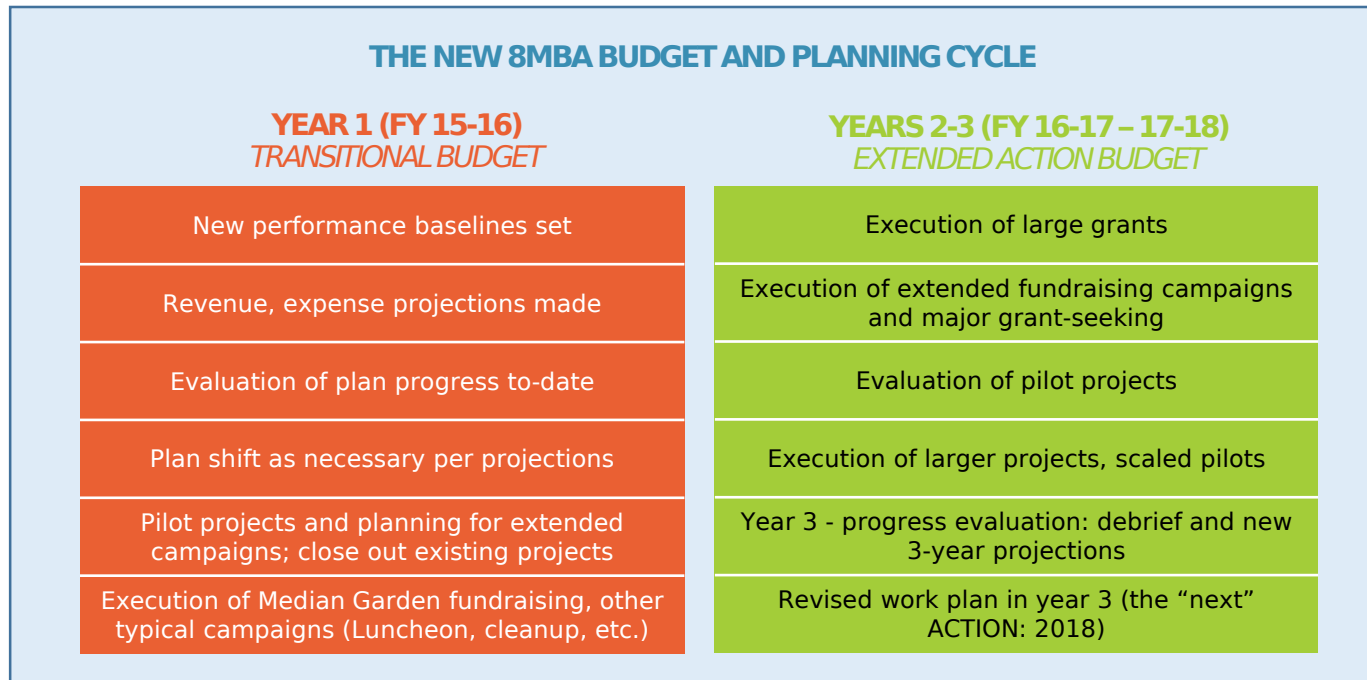 THE NEW 8MBA BUDGET AND PLANNING CYCLE
YEAR 1 (FY 15-16)
TRANSITIONAL BUDGET
New performance baselines set
Revenue, expense projections made
Evaluation of plan progress to-date
Plan shift as necessary per projections
Pilot projects and planning for extended
campaigns; close out existing projects
Execution of Median Garden fundraising, other
typical campaigns (Luncheon, cleanup, etc.)
YEARS 2-3 (FY 16-17 – 17-18)
EXTENDED ACTION BUDGET
Execution of large grants
Execution of extended fundraising campaigns
and major grant-seeking
Evaluation of pilot projects
Execution of larger projects, scaled pilots
Year 3 - progress evaluation: debrief and new
3-year projections
Revised work plan in year 3 (the “next”
ACTION: 2018)